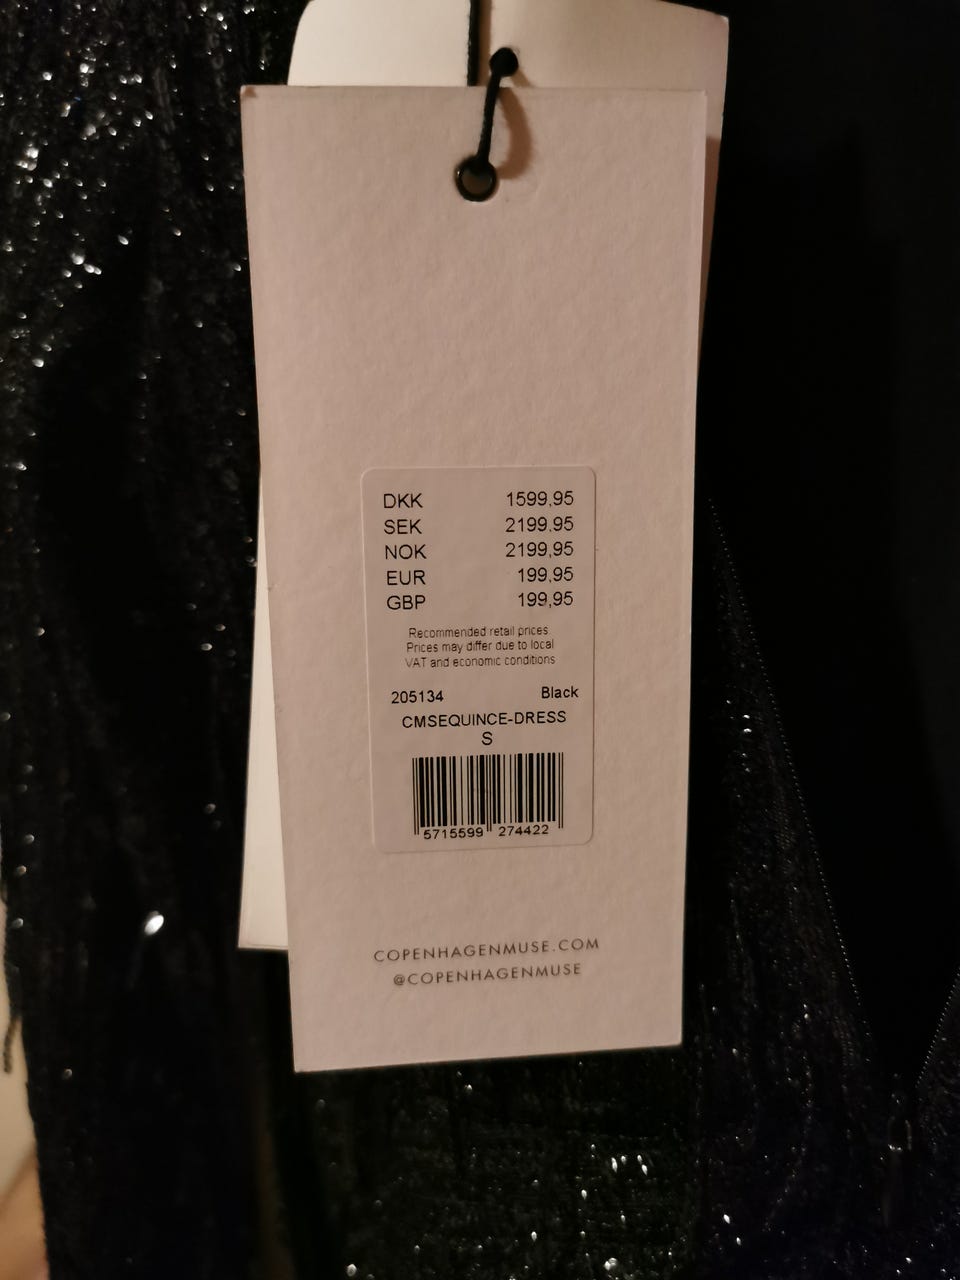 DKK 1599,95
SEK 2199,95
NOK 2199,95
EUR 199,95
GBP 199,95
Recommended retail prices
Prices may differ due to local
VAT and economic conditions
205134 Black
CMSEQUINCE-DRESS
S
5715599 274422
COPENHAGENMUSE.COM
@COPENHAGENMUSE